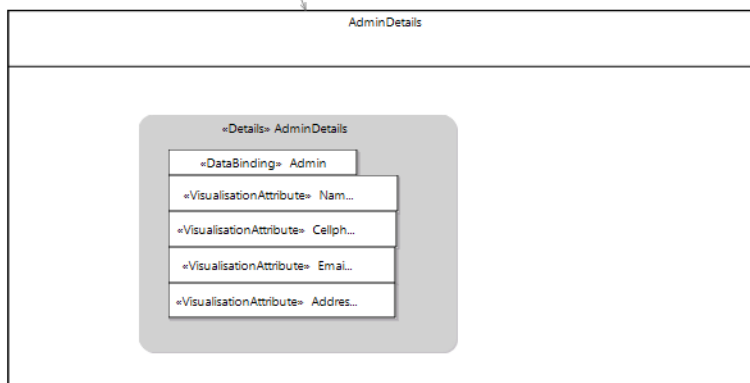 AdminDetails
«Details» AdminDetails
«DataBinding» Admin
«VisualisationAttribute» Nam...
«VisualisationAttribute» Cellph...
«VisualisationAttribute» Emai...
«VisualisationAttribute» Addres...